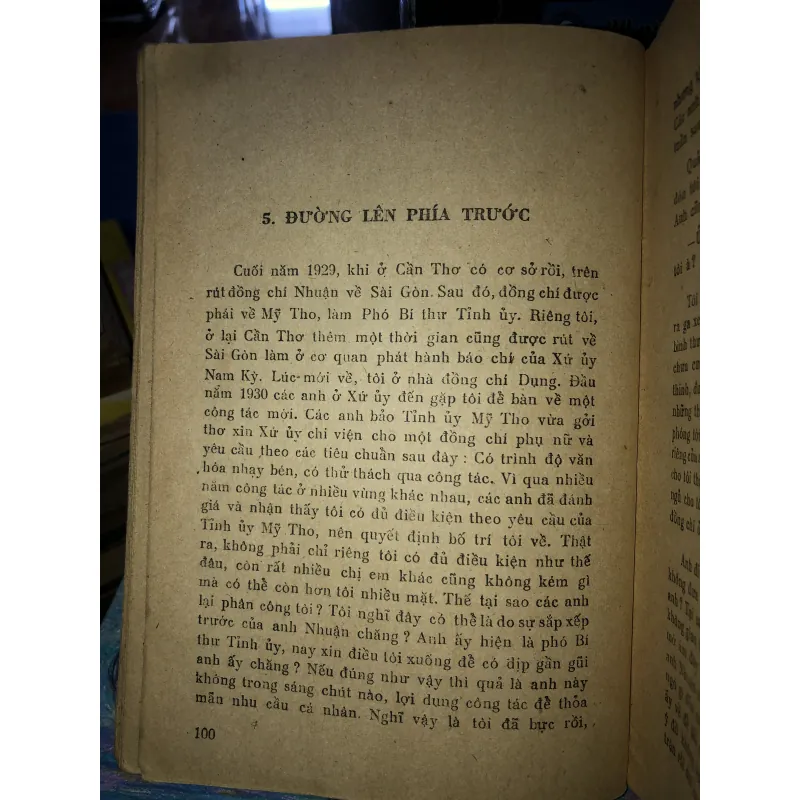 5. ĐƯỜNG LÊN PHÍA TRƯỚC
Cuối năm 1929, khi ở Cần Thơ có cơ sở rồi, trên
rút đồng chí Nhuận về Sài Gòn. Sau đó, đồng chí được
phái về Mỹ Tho, làm Phó Bí thư Tỉnh ủy. Riêng tôi,
ở lại Cần Thơ thêm một thời gian cũng được rút về
Sài Gòn làm ở cơ quan phát hành báo chí của Xứ ủy
Nam Kỳ. Lúc mới về, tôi ở nhà đồng chí Dung. Đầu
năm 1930 các anh ở Xứ ủy đến gặp tôi để bàn về một
công tác mới. Các anh bảo Tỉnh ủy Mỹ Tho vừa gởi
thơ xin Xứ ủy chi viện cho một đồng chí phụ nữ và
yêu cầu theo các tiêu chuẩn sau đây : Có trình độ văn
hóa nhạy bén, có thử thách qua công tác. Vì qua nhiều
năm công tác ở nhiều vùng khác nhau, các anh đã đánh
giá và nhận thấy tôi có đủ điều kiện theo yêu cầu của
Tỉnh ủy Mỹ Tho, nên quyết định bố trí tôi về. Thật
ra, không phải chỉ riêng tôi có đủ điều kiện như thế
đâu, còn rất nhiều chị em khác cũng không kém gì
mà có thể còn hơn tôi nhiều mặt. Thế tại sao các anh
lại phân công tôi ? Tôi nghĩ đây có thể là do sự sắp xếp
trước của anh Nhuận chăng ? Anh ấy hiện là phó Bí
thư Tỉnh ủy, nay xin điều tôi xuống để có dịp gần gũi
anh ấy chăng ? Nếu đúng như vậy thì quả là anh này
không trong sáng chút nào, lợi dụng công tác để thỏa
mãn nhu cầu cá nhân. Nghĩ vậy là tôi đã bực rồi,
100
Anh
tôi à ?
Tôi
chưa
những
cho tôi
đồng chí
anh ?